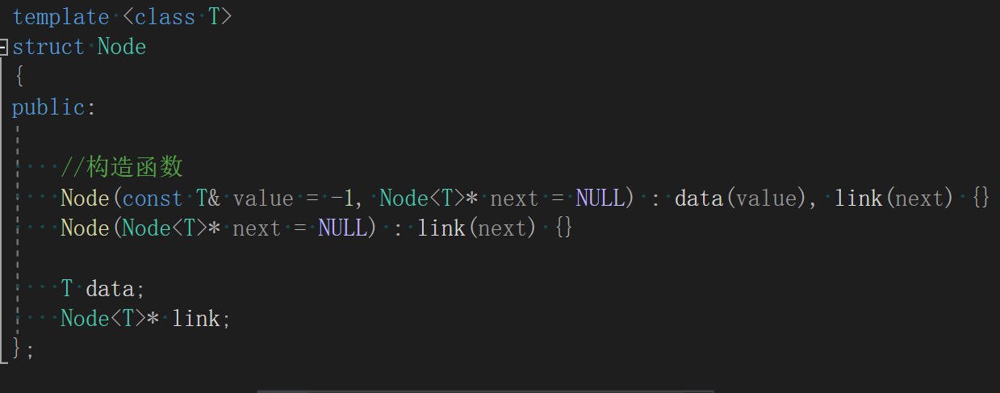 template <class T>
struct Node
{
public:
//构造函数
Node(const T& value = -1, Node<T>* next = NULL) : data(value), link(next) {}
Node(Node<T>* next = NULL) : link(next) {}
T data;
Node<T>* link;
};